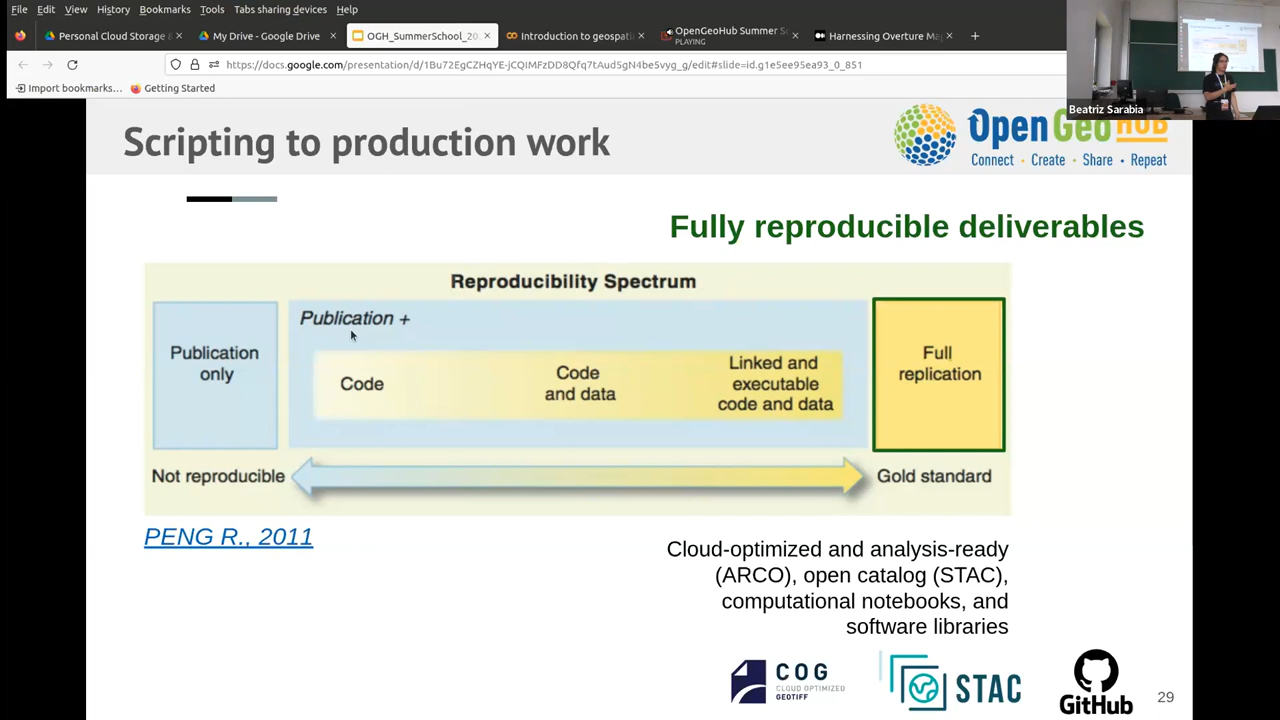 File Edit View History Bookmarks Tools Tabs sharing devices Help
Personal Cloud Storage & My Drive - Google Drive OGH_SummerSchool_20 Introduction to geospati OpenGeoHub Summer Sc Harnessing Overture Ma
PLAYING
https://docs.google.com/presentation/d/1Bu72EgCZHqYE-jCQtMFzDD8Qfq7tAud5gN4be5vyg_g/edit#slide=id.g1e5ee95ea93_0_851
Import bookmarks... Getting Started
Beatriz Sarabia
Scripting to production work
OpenGeoHUB
Connect • Create • Share • Repeat
Fully reproducible deliverables
Reproducibility Spectrum
Publication +
Publication
only
Code
Code
and data
Linked and
executable
code and data
Full
replication
Not reproducible
Gold standard
PENG R., 2011
Cloud-optimized and analysis-ready
(ARCO), open catalog (STAC),
computational notebooks, and
software libraries
COG
CLOUD OPTIMIZED
GEOTIFF
STAC
GitHub
29